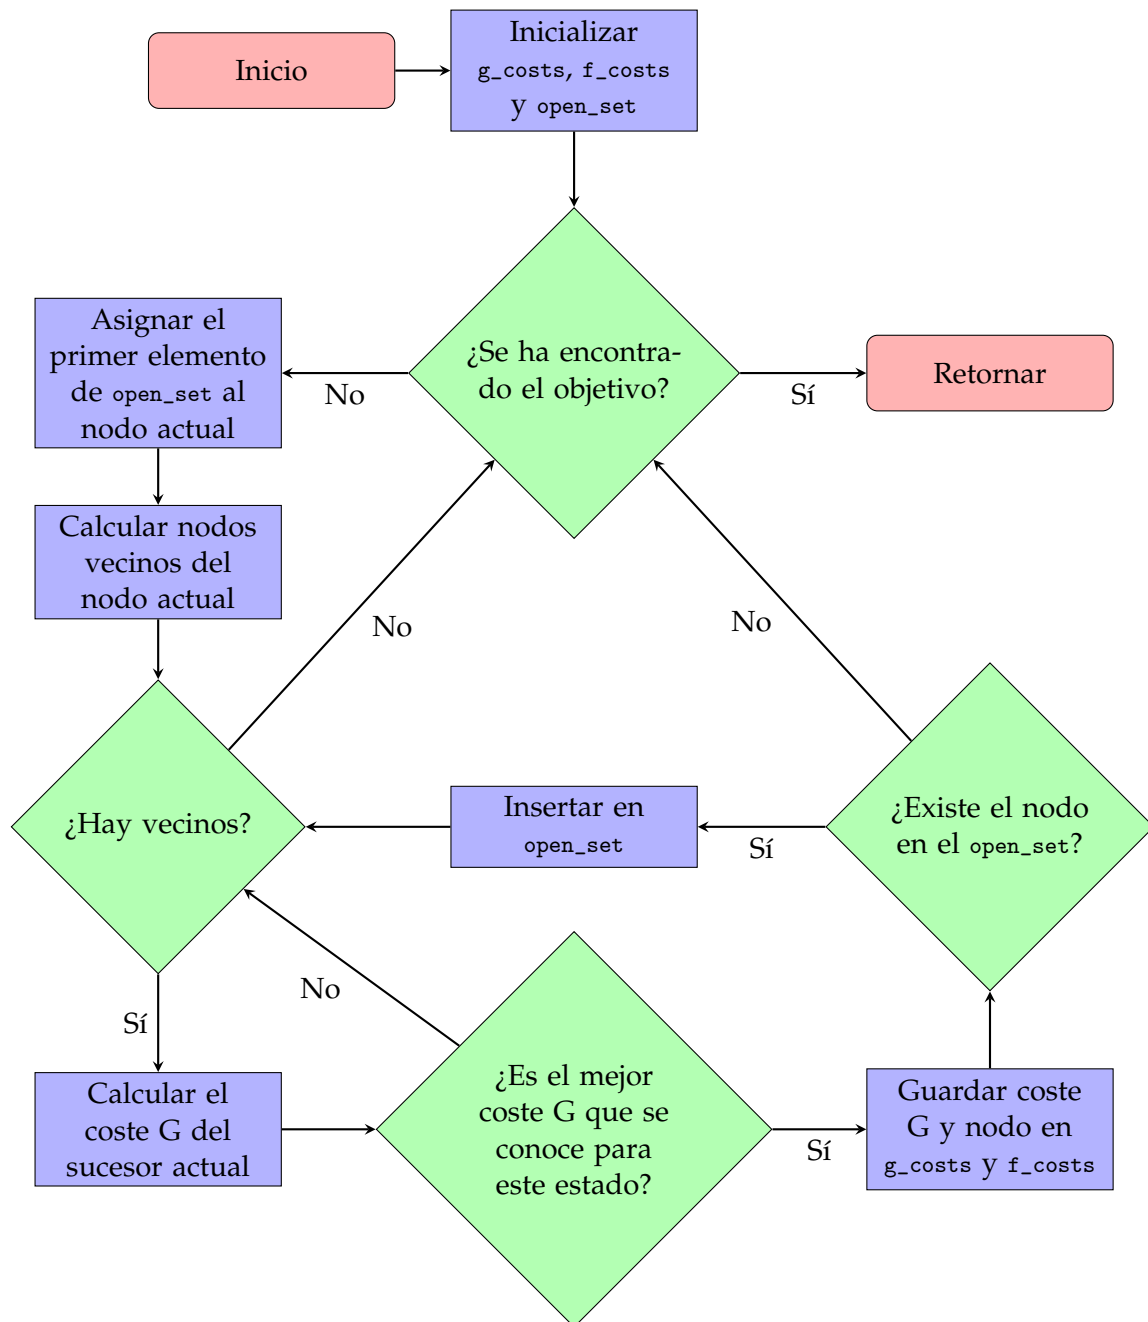 Inicio
Inicializar
g_costs, f_costs
y open_set
¿Se ha encontra-
do el objetivo?
No
Sí
Retornar
Asignar el
primer elemento
de open_set al
nodo actual
Calcular nodos
vecinos del
nodo actual
No
No
¿Hay vecinos?
Insertar en
open_set
Sí
¿Existe el nodo
en el open_set?
No
Sí
Calcular el
coste G del
sucesor actual
¿Es el mejor
coste G que se
conoce para
este estado?
Sí
Guardar coste
G y nodo en
g_costs y f_costs